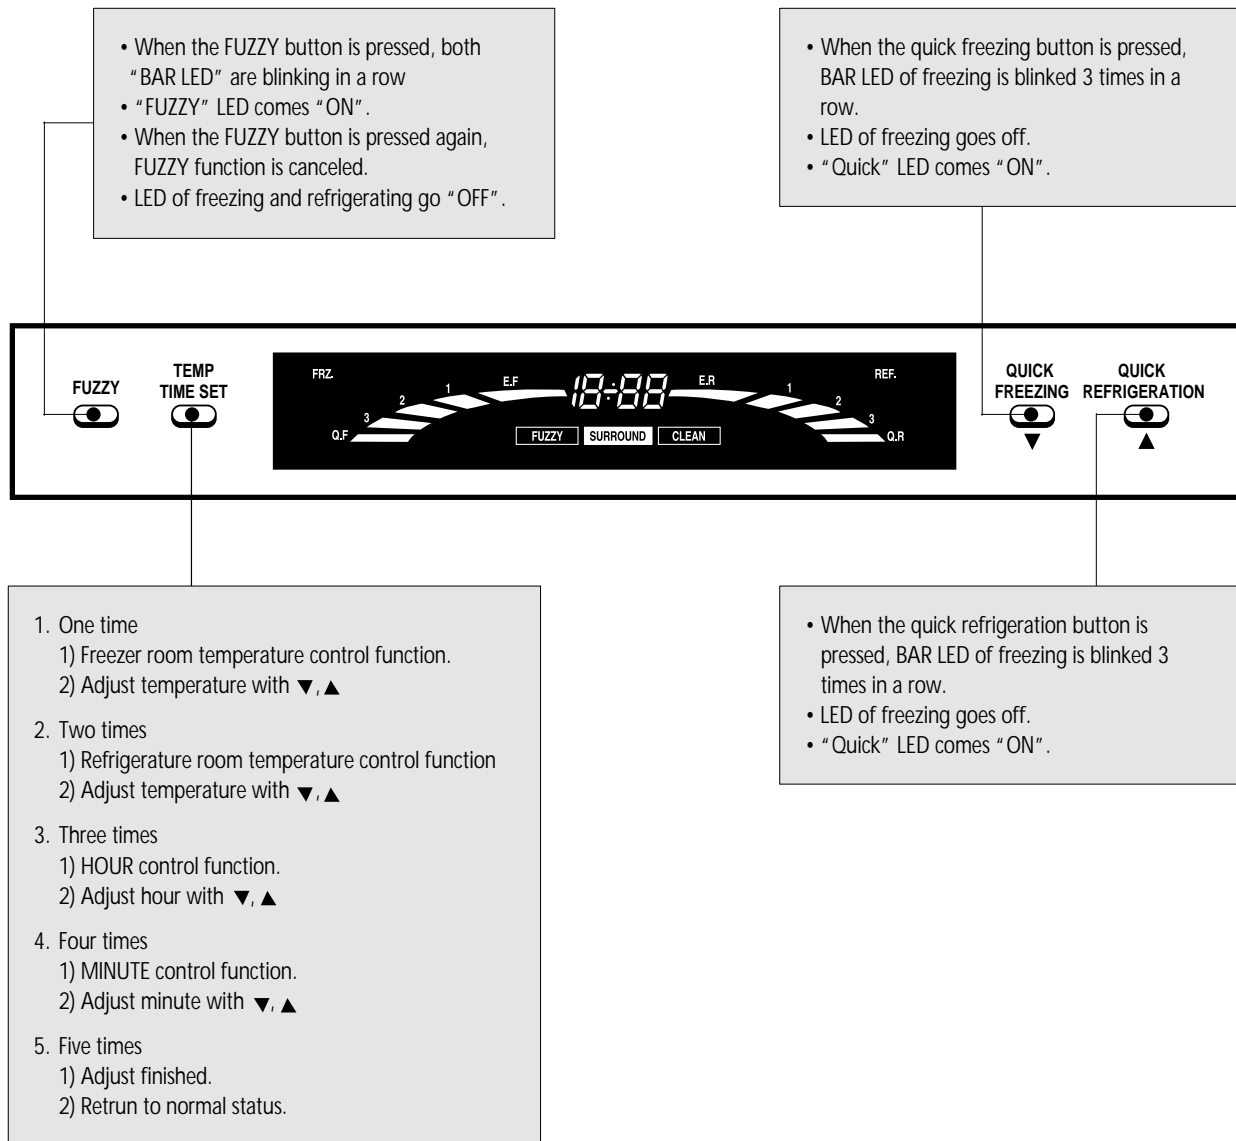 • When the FUZZY button is pressed, both
“BAR LED” are blinking in a row
• “FUZZY” LED comes “ON”.
• When the FUZZY button is pressed again,
FUZZY function is canceled.
• LED of freezing and refrigerating go “OFF”.
• When the quick freezing button is pressed,
BAR LED of freezing is blinked 3 times in a
row.
• LED of freezing goes off.
• “Quick” LED comes “ON”.
FUZZY
TEMP
TIME SET
FRZ.
Q.F
3
2
1
E.F
18:88
E.R
1
2
3
Q.R
REF.
FUZZY
SURROUND
CLEAN
QUICK
FREEZING
▼
QUICK
REFRIGERATION
▲
1. One time
1) Freezer room temperature control function.
2) Adjust temperature with ▼, ▲
2. Two times
1) Refrigerature room temperature control function
2) Adjust temperature with ▼, ▲
3. Three times
1) HOUR control function.
2) Adjust hour with ▼, ▲
4. Four times
1) MINUTE control function.
2) Adjust minute with ▼, ▲
5. Five times
1) Adjust finished.
2) Retrun to normal status.
• When the quick refrigeration button is
pressed, BAR LED of freezing is blinked 3
times in a row.
• LED of freezing goes off.
• “Quick” LED comes “ON”.